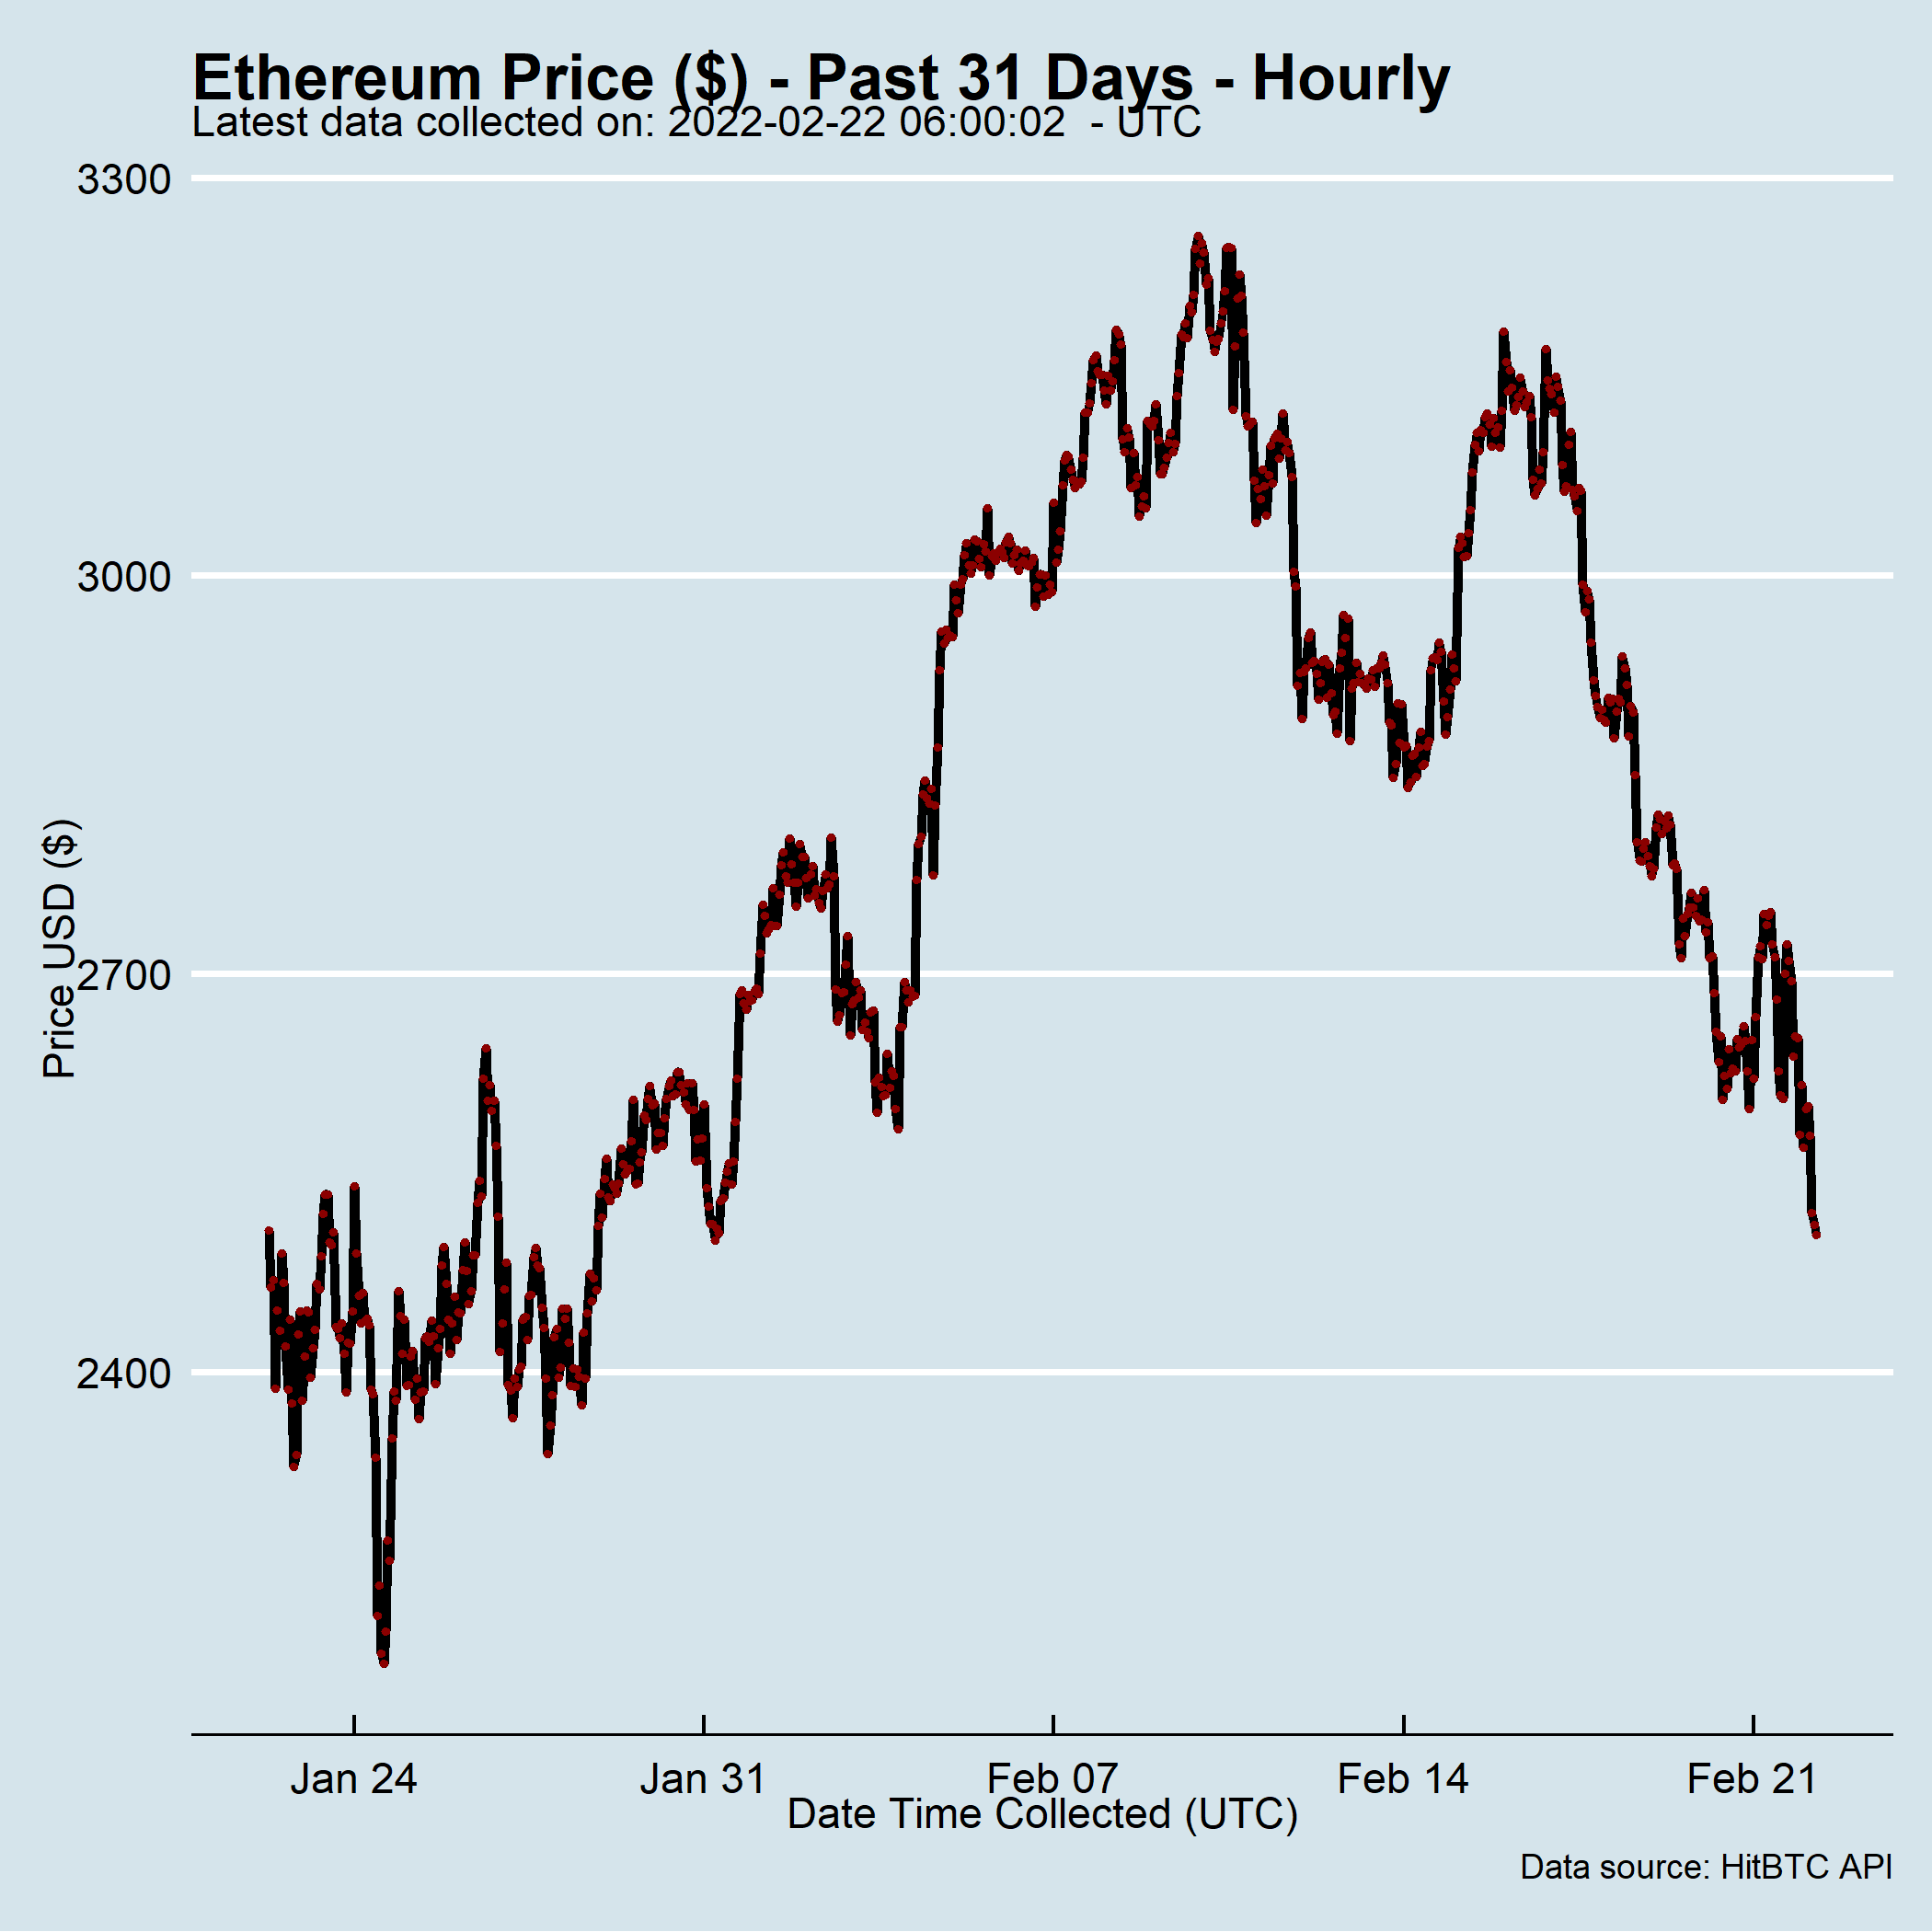 Ethereum Price ($) - Past 31 Days - Hourly
Latest data collected on: 2022-02-22 06:00:02  - UTC
3300
3000
2700
2400
Price USD ($)
Jan 24
Jan 31
Feb 07
Feb 14
Feb 21
Date Time Collected (UTC)
Data source: HitBTC API